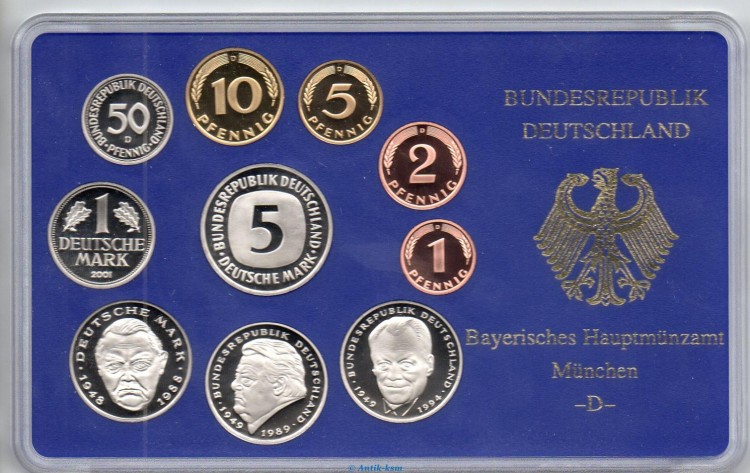 BUNDESREPUBLIK DEUTSCHLAND
50
D
PFENNIG
D
10
PFENNIG
D
5
PFENNIG
D
2
PFENNIG
D
1
PFENNIG
1
DEUTSCHE
MARK
2001
BUNDESREPUBLIK DEUTSCHLAND
5
DEUTSCHE MARK
DEUTSCHE MARK
1948 1988
BUNDESREPUBLIK DEUTSCHLAND
1949 1989
BUNDESREPUBLIK DEUTSCHLAND
1949 1994
BUNDESREPUBLIK
DEUTSCHLAND
Bayerisches Hauptmünzamt
München
–D–
© Antik-ksm